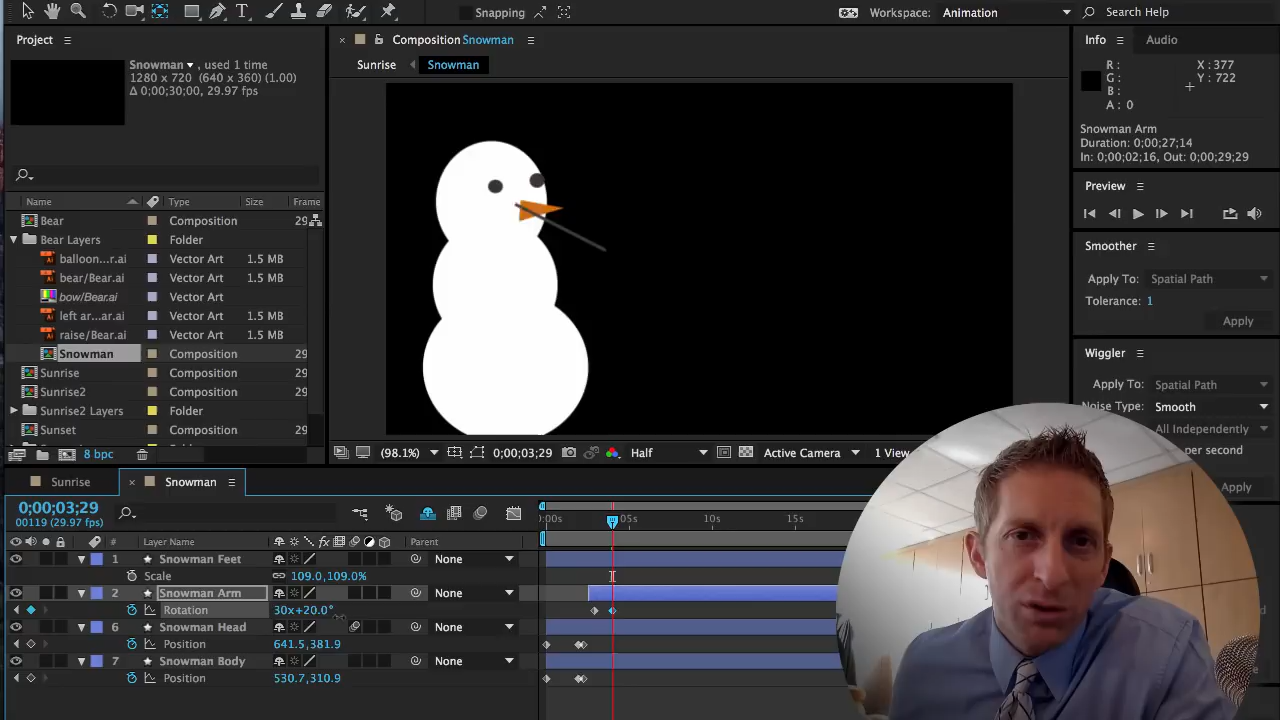 Snapping
Workspace: Animation
Search Help
Project
Composition Snowman
Info
Audio
Snowman , used 1 time
1280 x 720 (640 x 360) (1.00)
Δ 0;00;30;00, 29.97 fps
Sunrise
Snowman
R :
G :
B :
A : 0
X : 377
Y : 722
Snowman Arm
Duration: 0;00;27;14
In: 0;00;02;16, Out: 0;00;29;29
Preview
Name
Type
Size
Frame
Bear
Composition
29
Bear Layers
Folder
balloon...r.ai
Vector Art
1.5 MB
bear/Bear.ai
Vector Art
1.5 MB
bow/Bear.ai
Vector Art
left ar....ai
Vector Art
1.5 MB
raise/Bear.ai
Vector Art
1.5 MB
Snowman
Composition
29
Sunrise
Composition
29
Sunrise2
Composition
29
Sunrise2 Layers
Folder
Sunset
Composition
29
8 bpc
Smoother
Apply To: Spatial Path
Tolerance: 1
Apply
Wiggler
Apply To: Spatial Path
Noise Type: Smooth
All Independently
per second
Apply
(98.1%)
0;00;03;29
Half
Active Camera
1 View
Sunrise
Snowman
0;00;03;29
00119 (29.97 fps)
:00s
05s
10s
15s
#
Layer Name
Parent
1
Snowman Feet
None
Scale
109.0,109.0%
2
Snowman Arm
None
Rotation
30x+20.0°
6
Snowman Head
None
Position
641.5,381.9
7
Snowman Body
None
Position
530.7,310.9